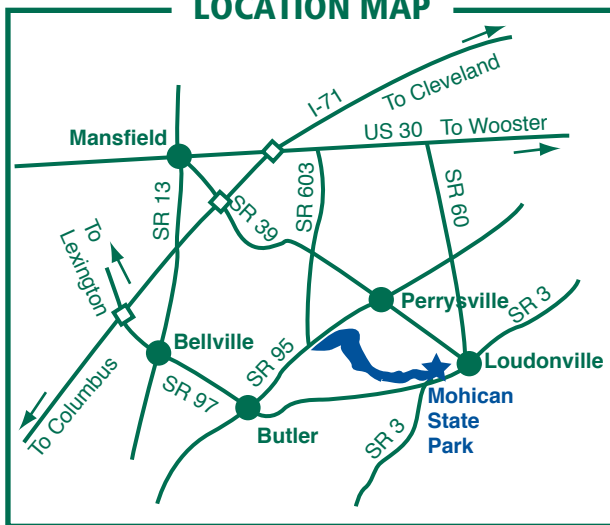 LOCATION MAP
I-71
To Cleveland
US 30 To Wooster
Mansfield
SR 13
SR 39
SR 603
SR 60
To
Lexington
Perrysville
SR 3
Bellville
SR 95
Loudonville
To Columbus
SR 97
Butler
Mohican
State
Park
SR 3